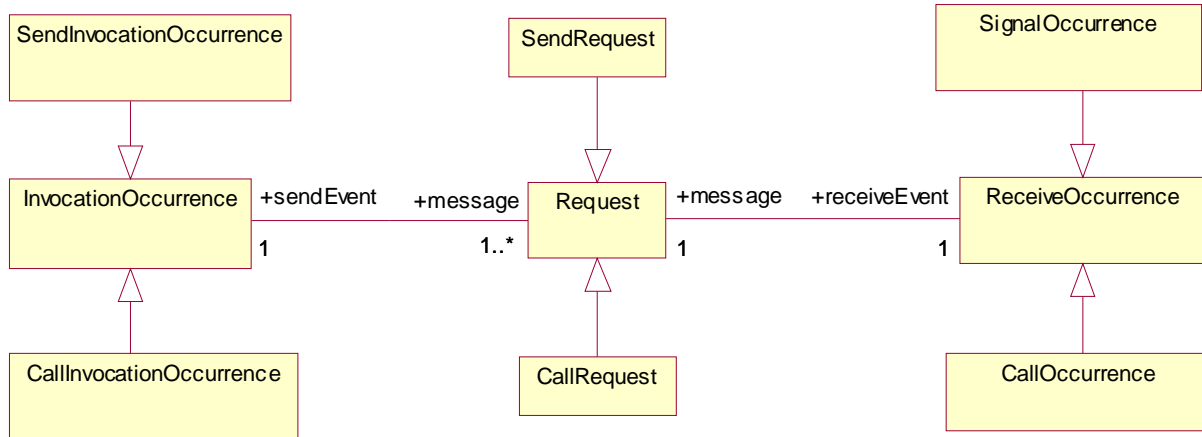 SendInvocationOccurrence
SendRequest
SignalOccurrence
InvocationOccurrence
+sendEvent
+message
Request
+message
+receiveEvent
ReceiveOccurrence
1
1..*
1
1
CallInvocationOccurrence
CallRequest
CallOccurrence